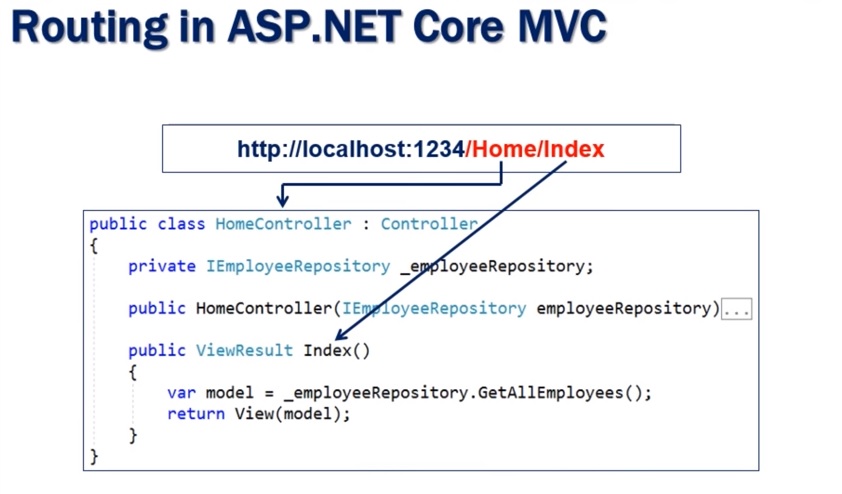 Routing in ASP.NET Core MVC
http://localhost:1234/Home/Index
public class HomeController : Controller
{
private IEmployeeRepository _employeeRepository;
public HomeController(IEmployeeRepository employeeRepository)...
public ViewResult Index()
{
var model = _employeeRepository.GetAllEmployees();
return View(model);
}
}